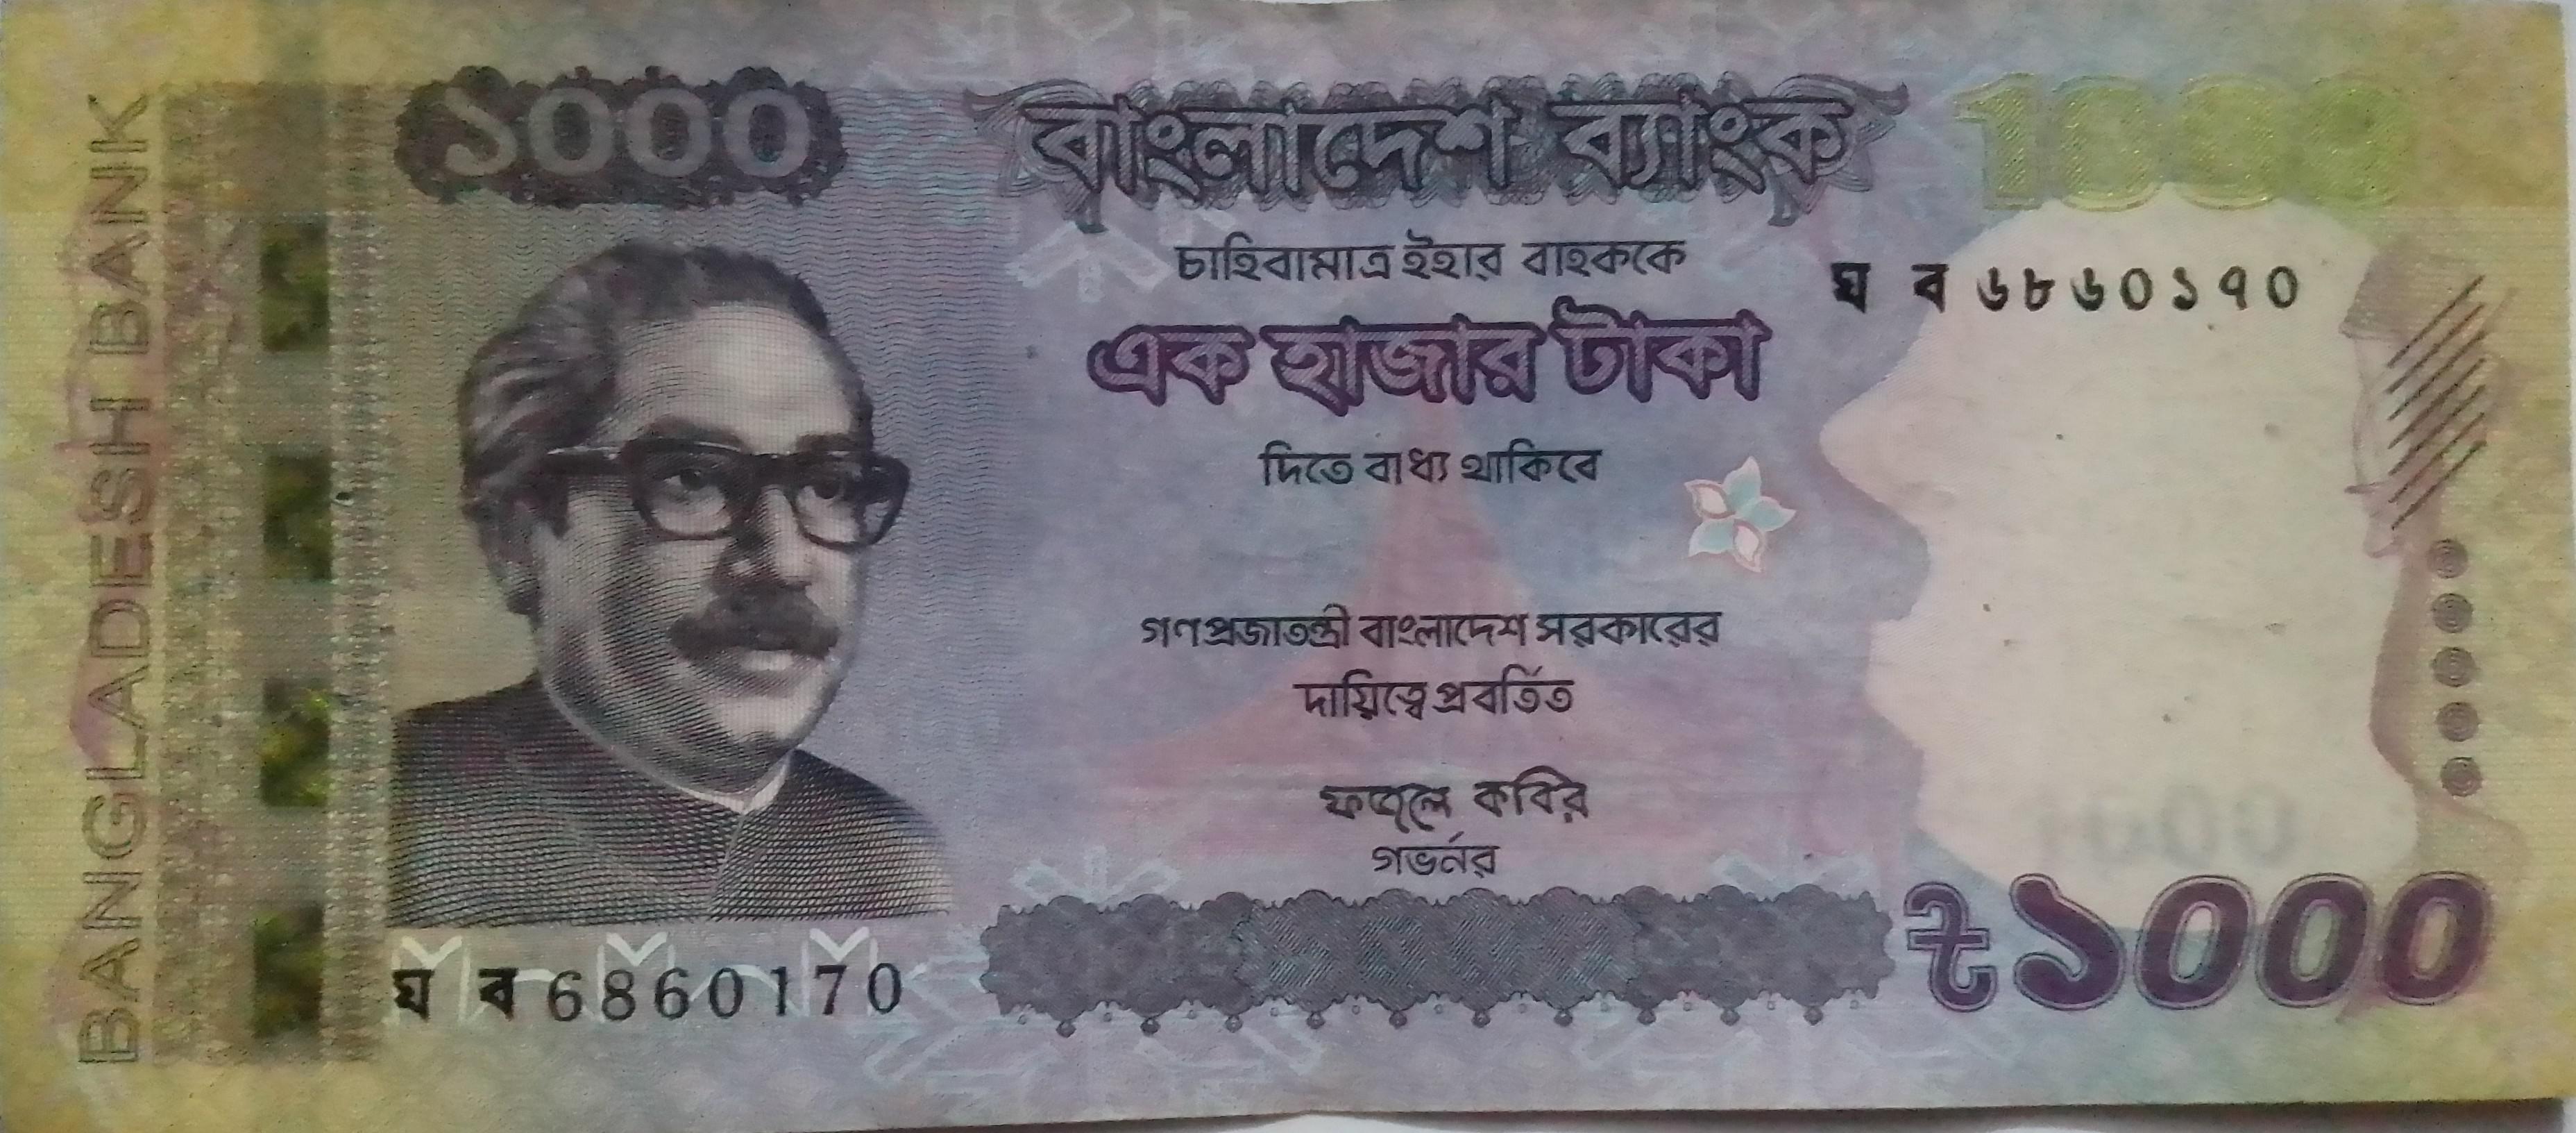 BANGLADESH BANK
১০০০
বাংলাদেশ ব্যাংক
1000
চাহিবামাত্র ইহার বাহককে
ঘ ব ৬৮৬০১৭০
এক হাজার টাকা
দিতে বাধ্য থাকিবে
গণপ্রজাতন্ত্রী বাংলাদেশ সরকারের
দায়িত্বে প্রবর্তিত
ফজলে কবির
গভর্নর
ঘ ব 6860170
৳১০০০